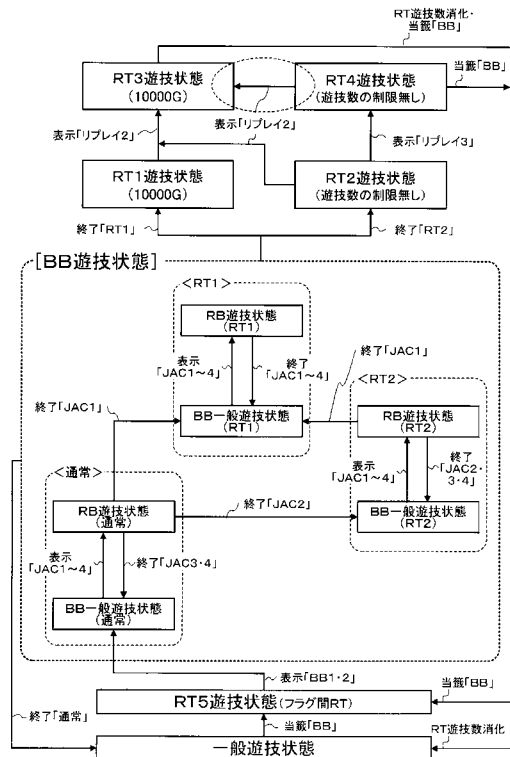 RT遊技数消化・
当籤「BB」
RT3遊技状態
(10000G)
RT4遊技状態
(遊技数の制限無し)
当籤「BB」
表示「リプレイ2」
表示「リプレイ2」
表示「リプレイ3」
RT1遊技状態
(10000G)
RT2遊技状態
(遊技数の制限無し)
終了「RT1」
終了「RT2」
[BB遊技状態]
<RT1>
RB遊技状態
(RT1)
表示
「JAC1～4」
終了
「JAC1～4」
終了「JAC1」
<RT2>
終了「JAC1」
BB一般遊技状態
(RT1)
RB遊技状態
(RT2)
表示
「JAC1～4」
終了
「JAC2・
3・4」
<通常>
RB遊技状態
(通常)
終了「JAC2」
BB一般遊技状態
(RT2)
表示
「JAC1～4」
終了「JAC3・4」
BB一般遊技状態
(通常)
表示「BB1・2」
RT5遊技状態(フラグ間RT)
当籤「BB」
終了「通常」
当籤「BB」
RT遊技数消化
一般遊技状態